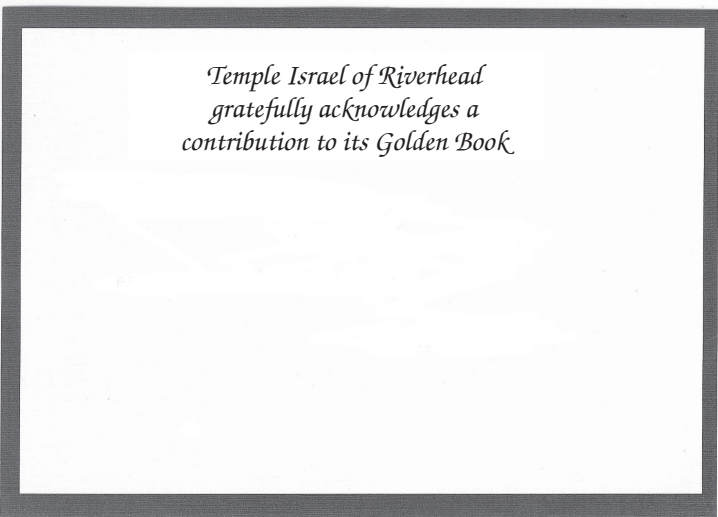 Temple Israel of Riverhead
gratefully acknowledges a
contribution to its Golden Book